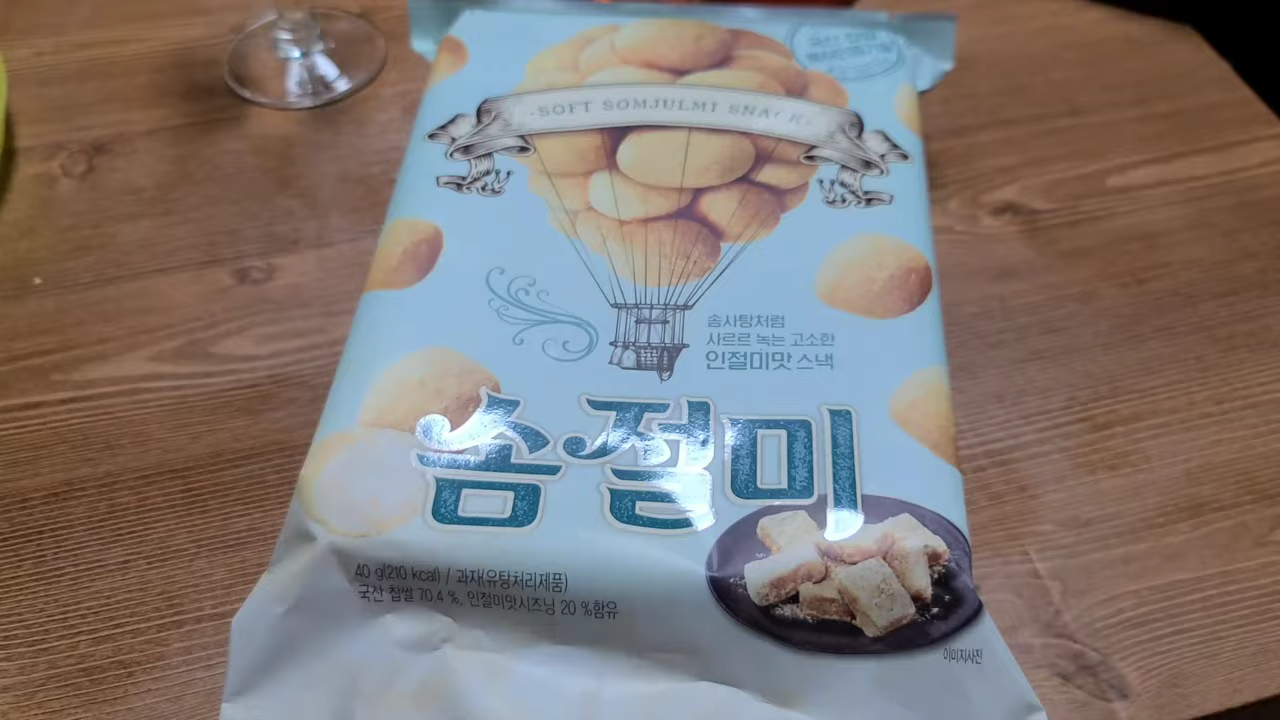 -SOFT SOMJULMI SNACK-
솜사탕처럼
사르르 녹는 고소한
인절미맛 스낵
솜절미
40 g(210 kcal) / 과자(유탕처리제품)
국산 찹쌀 70.4 %, 인절미맛시즈닝 20 %함유
이미지사진